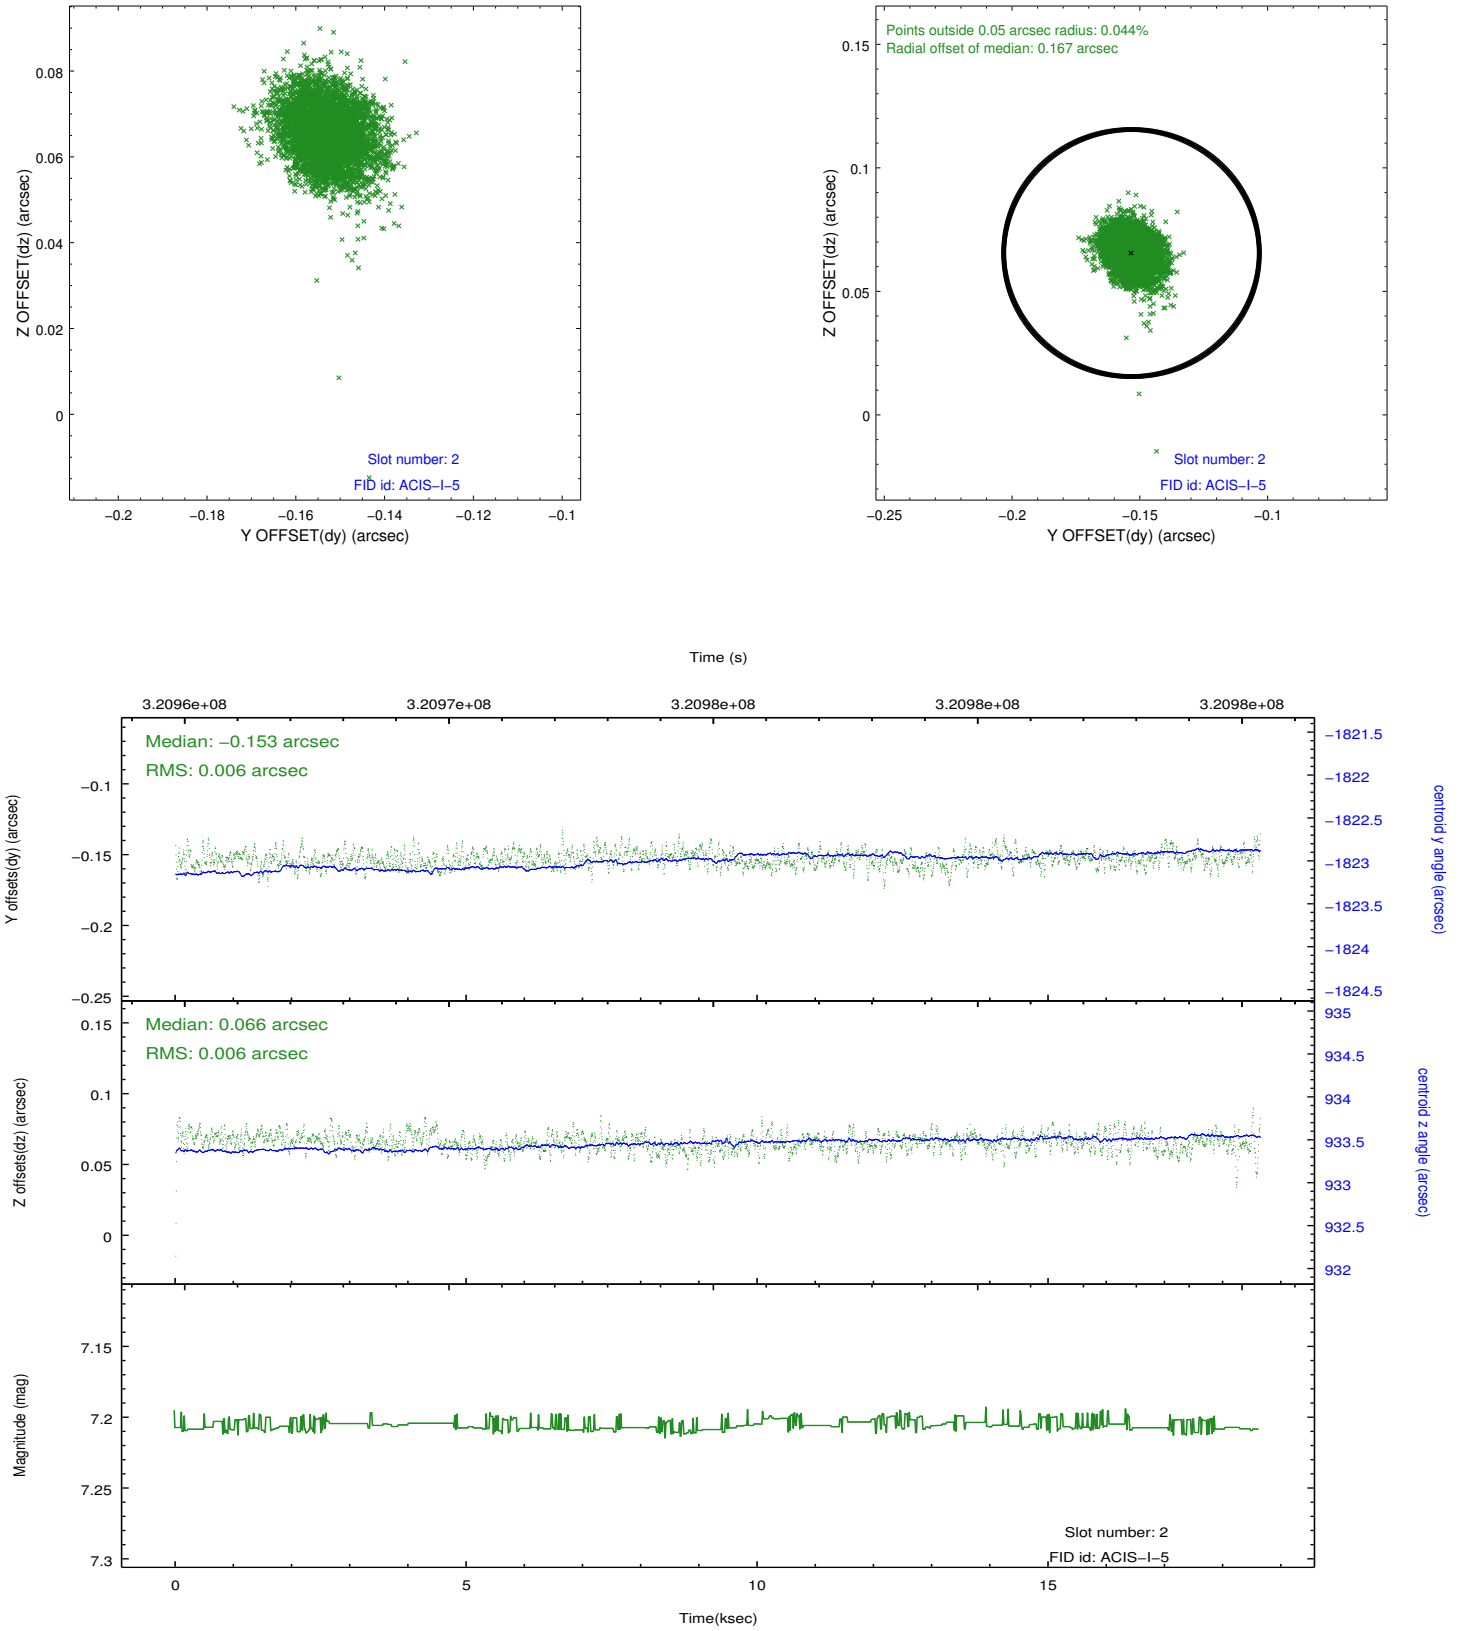 0.08
0.06
0.04
0.02
0
Z OFFSET(dz) (arcsec)
Slot number: 2
FID id: ACIS−I−5
−0.2 −0.18 −0.16 −0.14 −0.12 −0.1
Y OFFSET(dy) (arcsec)
Points outside 0.05 arcsec radius: 0.044%
Radial offset of median: 0.167 arcsec
0.15
0.1
0.05
0
Z OFFSET(dz) (arcsec)
Slot number: 2
FID id: ACIS−I−5
−0.25 −0.2 −0.15 −0.1
Y OFFSET(dy) (arcsec)
Time (s)
3.2096e+08 3.2097e+08 3.2098e+08 3.2098e+08 3.2098e+08
Median: −0.153 arcsec
RMS: 0.006 arcsec
−0.1
−0.15
−0.2
−0.25
Y offsets(dy) (arcsec)
−1821.5
−1822
−1822.5
−1823
−1823.5
−1824
−1824.5
centroid y angle (arcsec)
Median: 0.066 arcsec
RMS: 0.006 arcsec
0.15
0.1
0.05
0
Z offsets(dz) (arcsec)
935
934.5
934
933.5
933
932.5
932
centroid z angle (arcsec)
7.15
7.2
7.25
7.3
Magnitude (mag)
Slot number: 2
FID id: ACIS−I−5
0 5 10 15
Time(ksec)